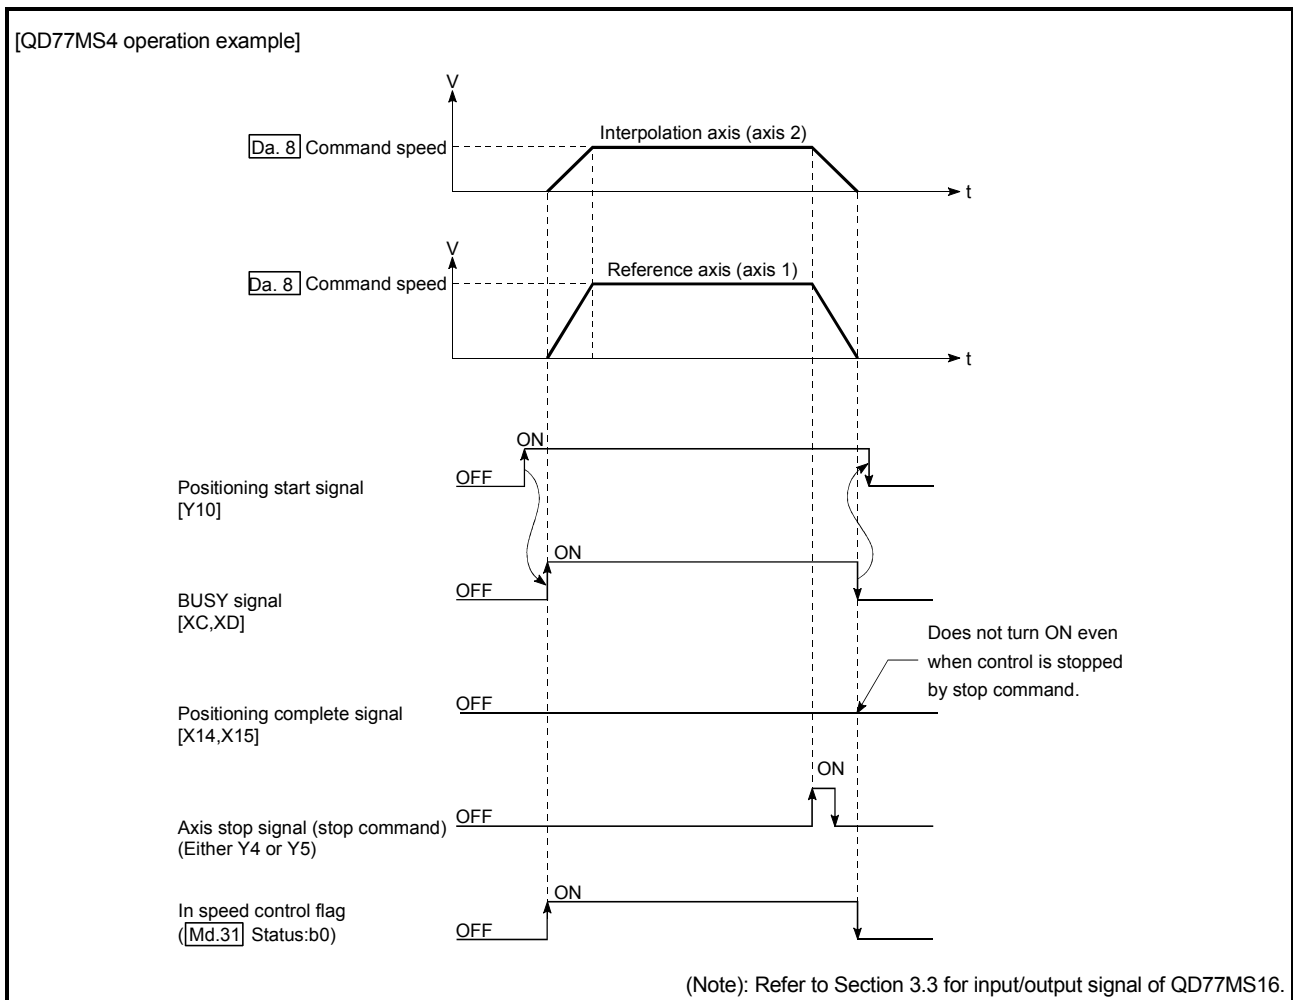 [QD77MS4 operation example]
V
Interpolation axis (axis 2)
Da. 8 Command speed
t
V
Reference axis (axis 1)
Da. 8 Command speed
t
ON
OFF
Positioning start signal
[Y10]
ON
OFF
BUSY signal
[XC,XD]
Does not turn ON even
when control is stopped
by stop command.
OFF
Positioning complete signal
[X14,X15]
ON
OFF
Axis stop signal (stop command)
(Either Y4 or Y5)
ON
In speed control flag
OFF
(Md.31 Status:b0)
(Note): Refer to Section 3.3 for input/output signal of QD77MS16.